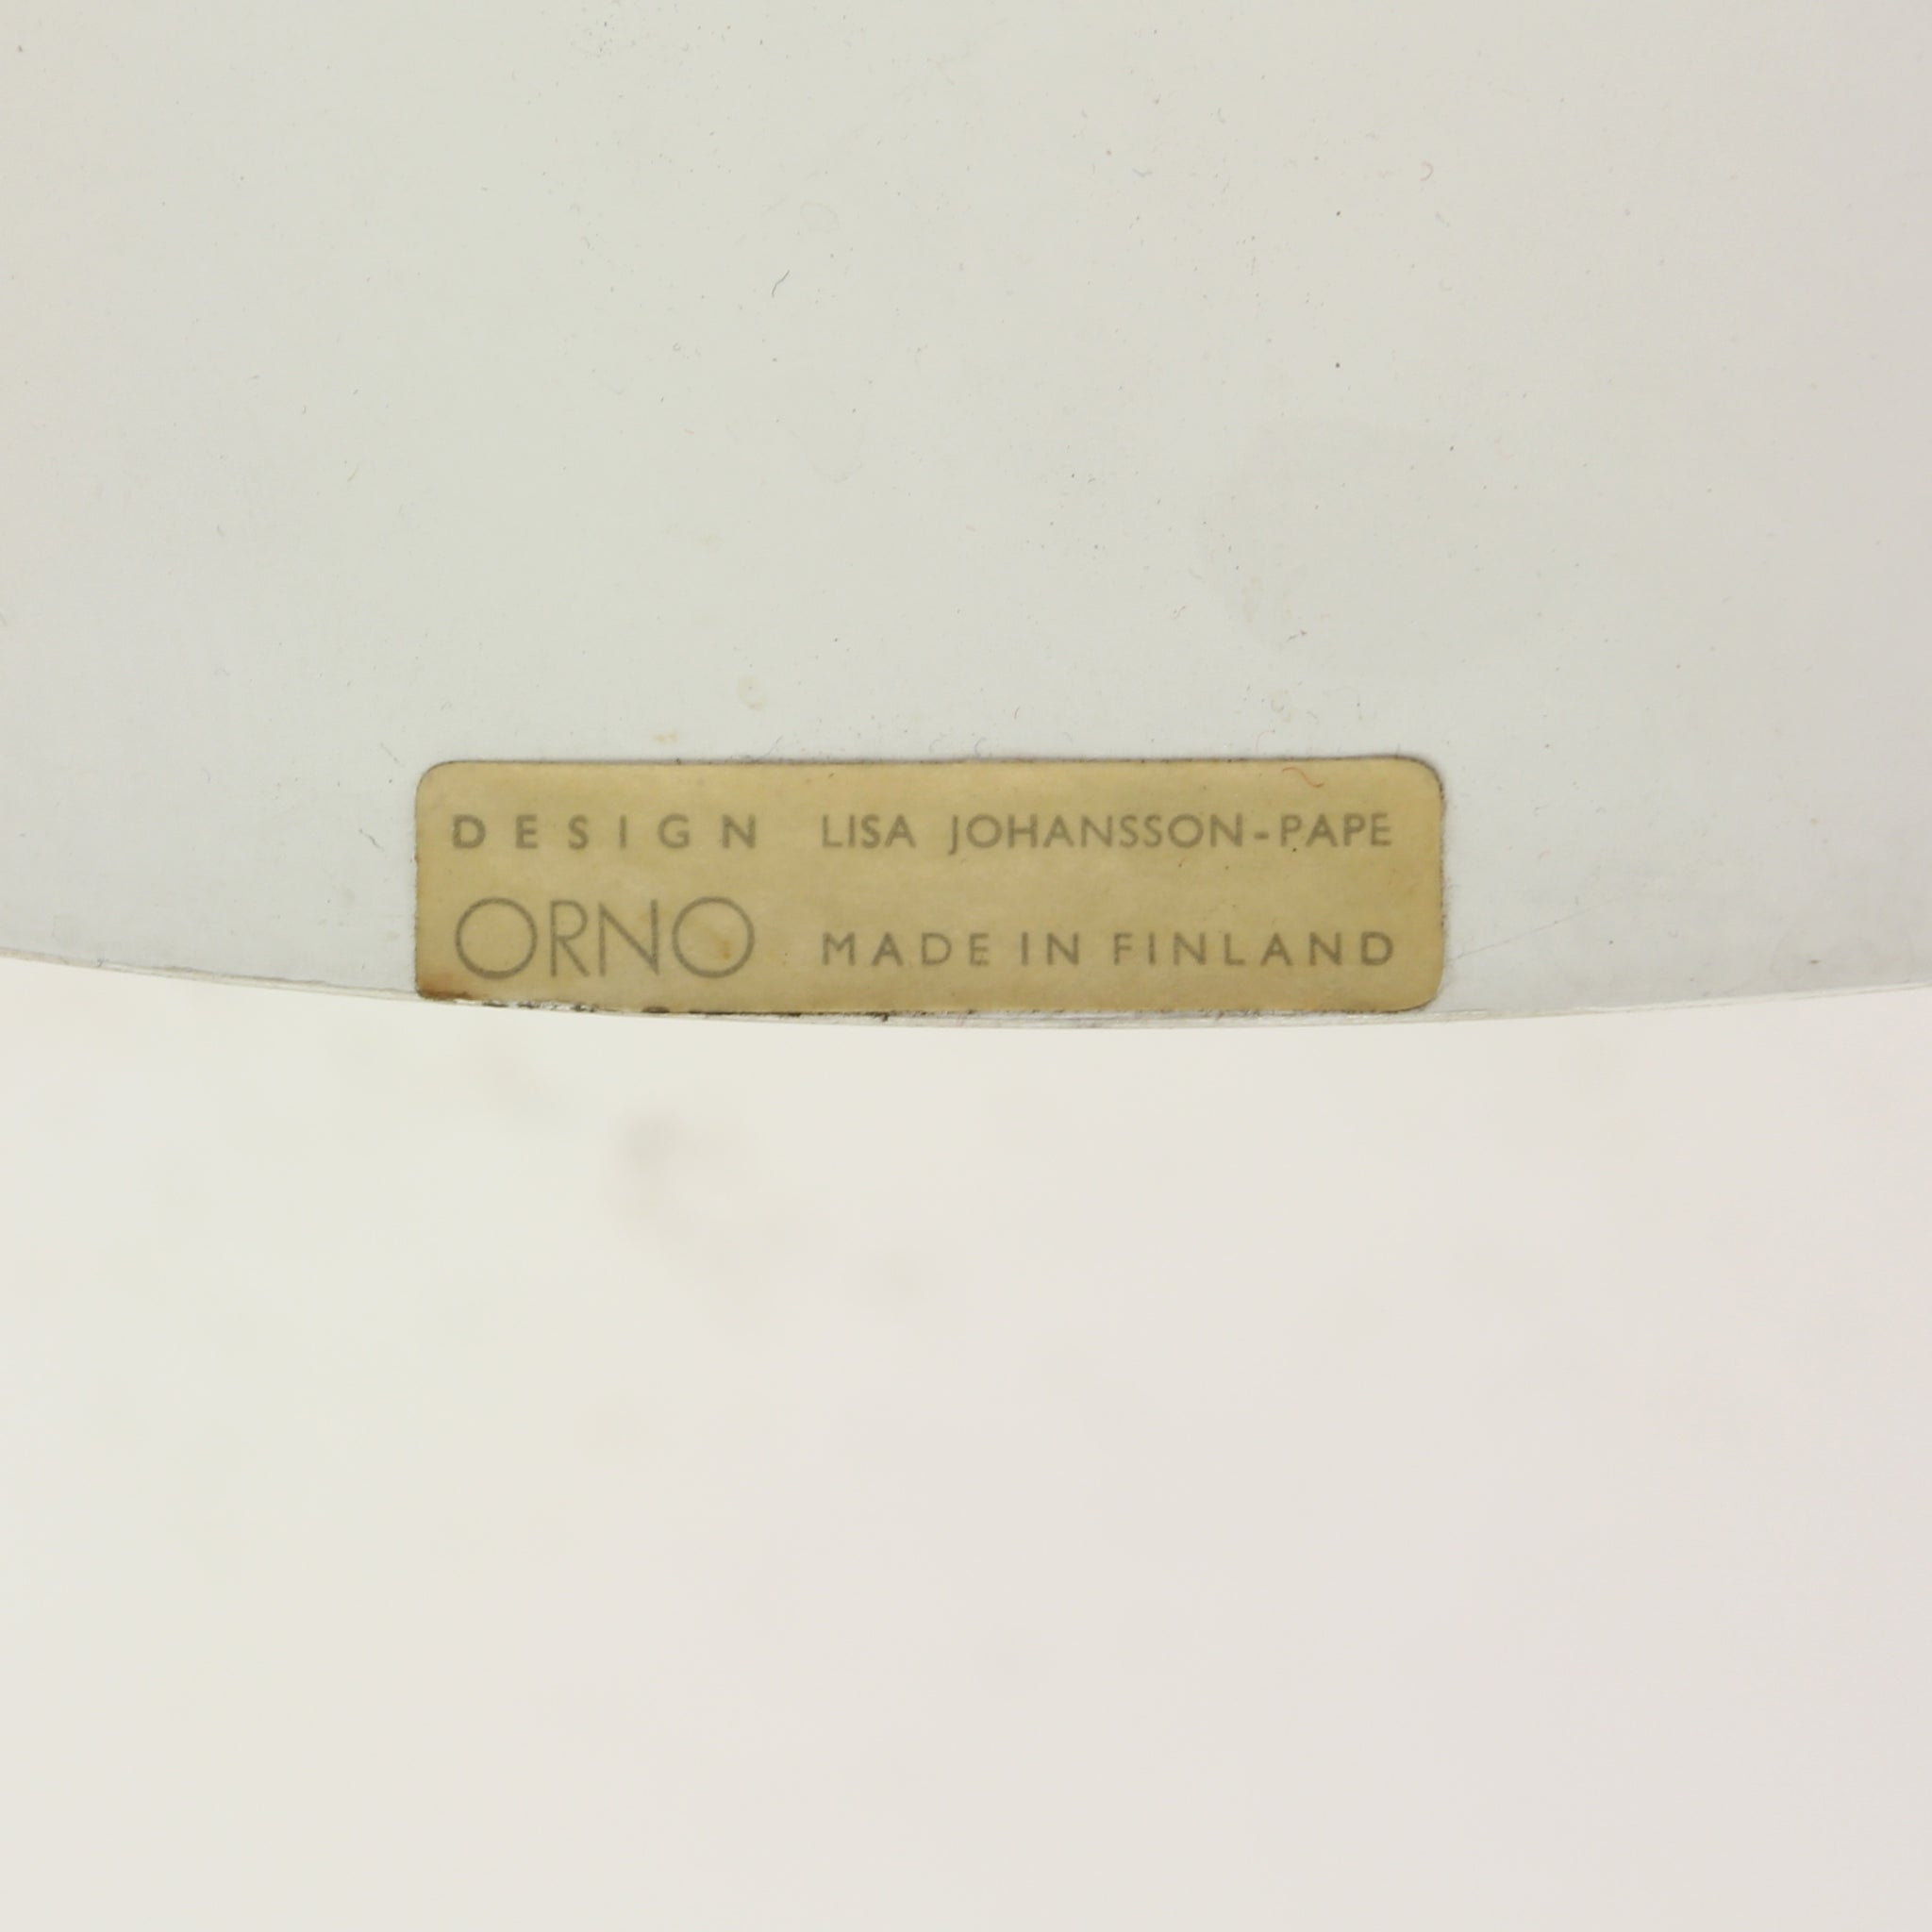 DESIGN LISA JOHANSSON-PAPE
ORNO MADE IN FINLAND